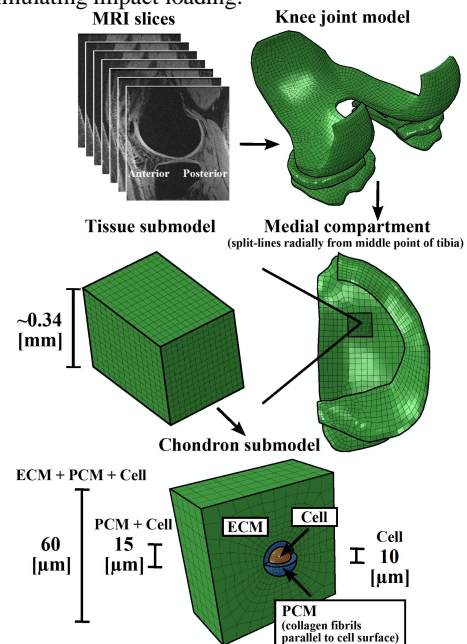 MRI slices
Knee joint model
Anterior Posterior
Tissue submodel
Medial compartment
(split-lines radially from middle point of tibia)
~0.34
[mm]
Chondron submodel
ECM + PCM + Cell
PCM + Cell
60
[µm]
15
[µm]
ECM
Cell
Cell
10
[µm]
PCM
(collagen fibrils
parallel to cell surface)